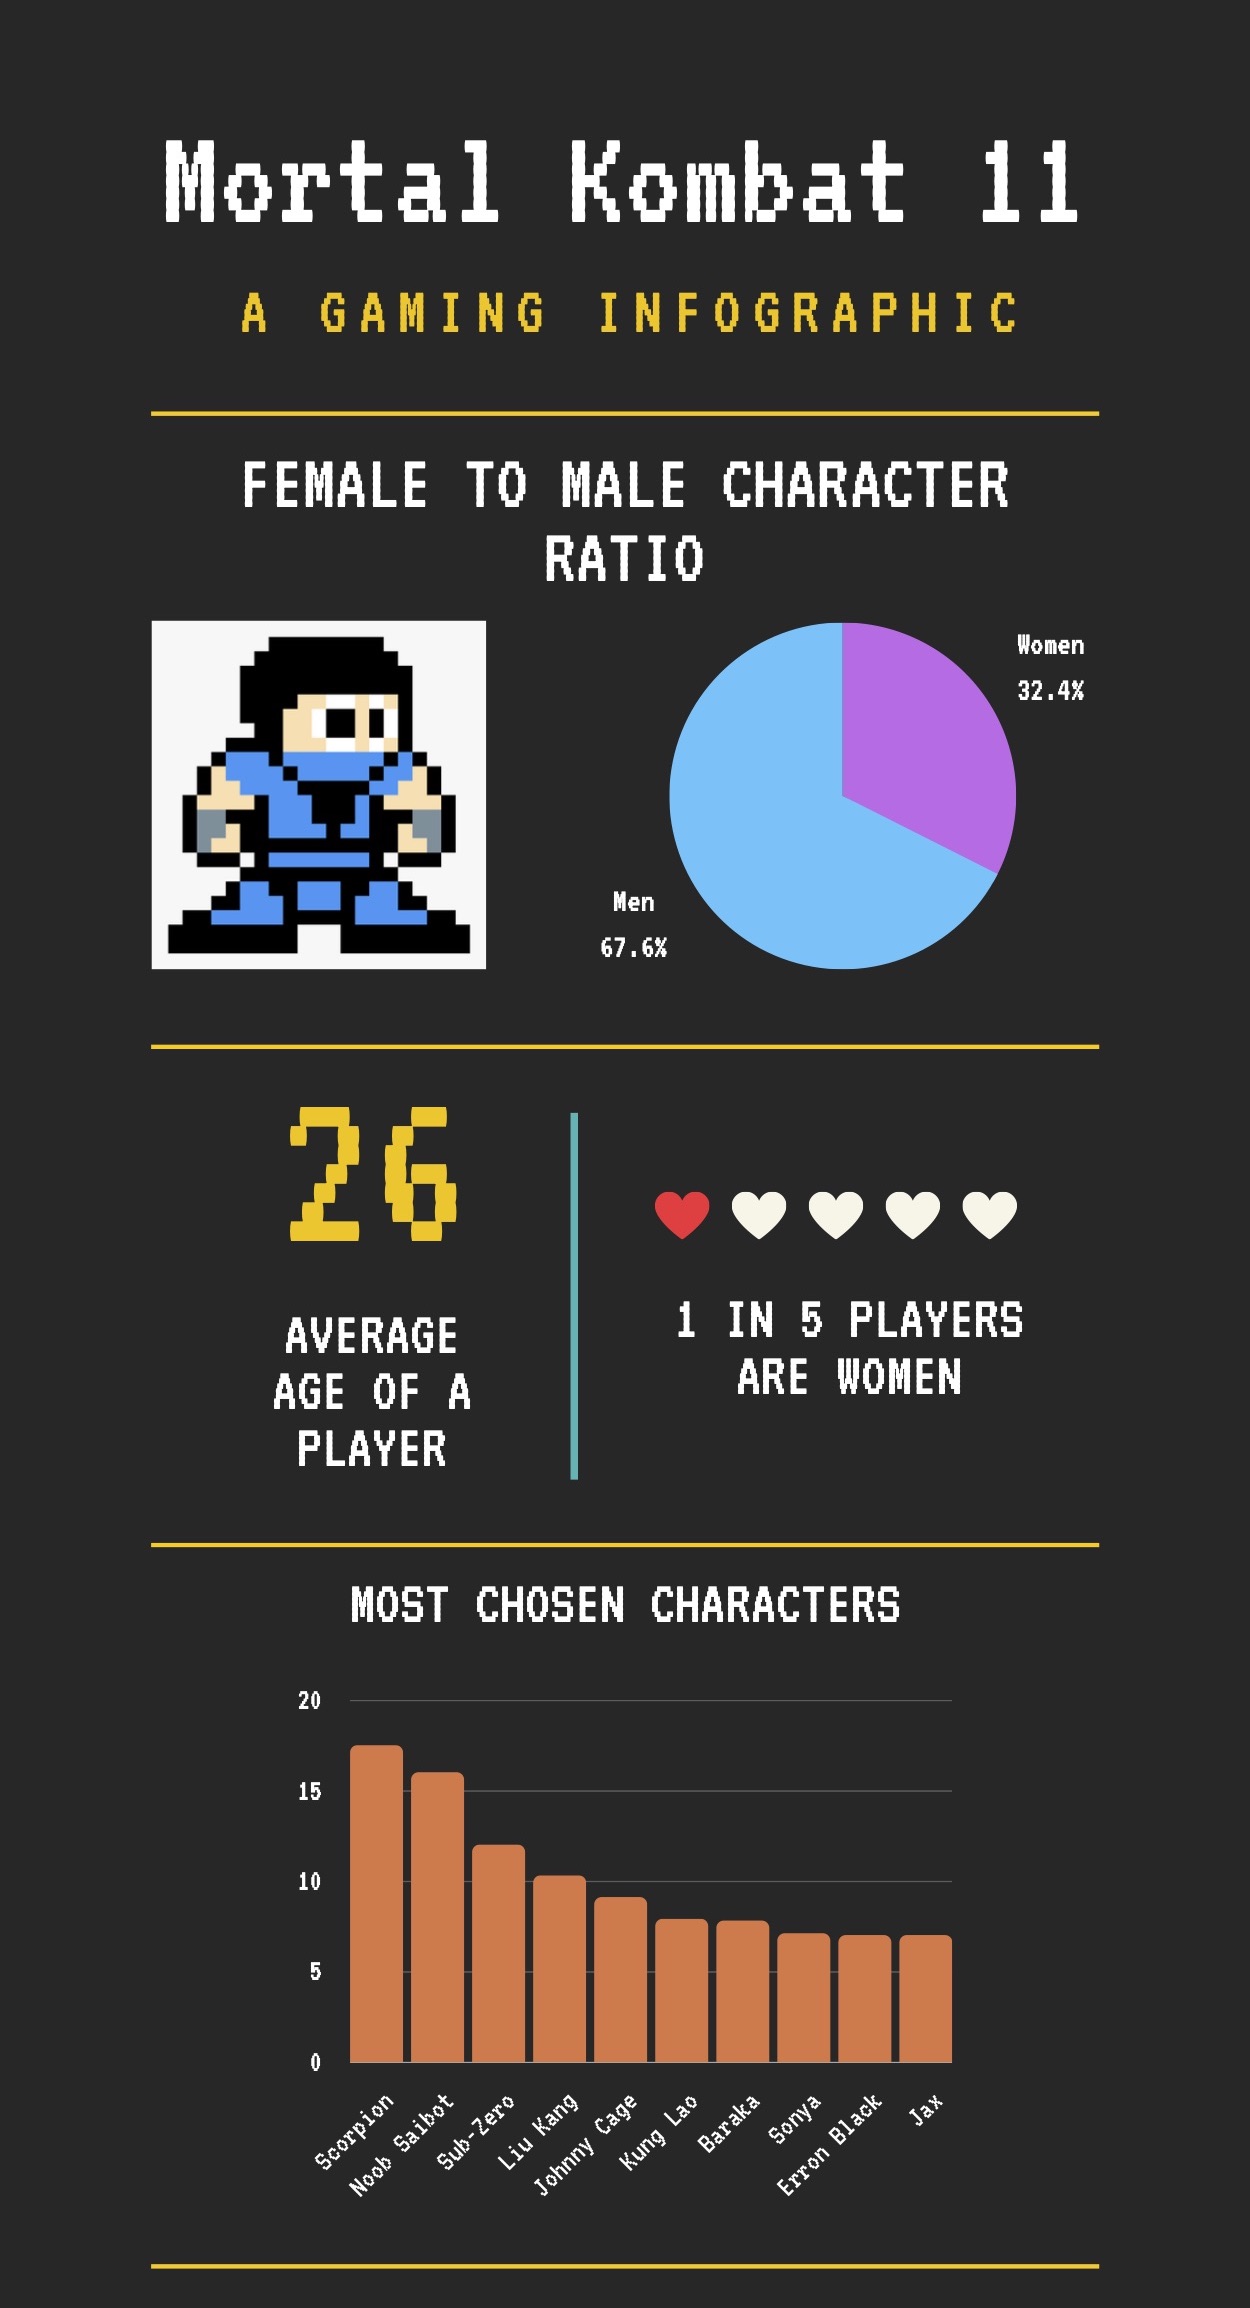 Mortal Kombat 11
A GAMING INFOGRAPHIC
FEMALE TO MALE CHARACTER
RATIO
Women
32.4%
Men
67.6%
26
AVERAGE
AGE OF A
PLAYER
1 IN 5 PLAYERS
ARE WOMEN
MOST CHOSEN CHARACTERS
20
15
10
5
0
Scorpion
Noob Saibot
Sub-Zero
Liu Kang
Johnny Cage
Kung Lao
Baraka
Sonya
Erron Black
Jax